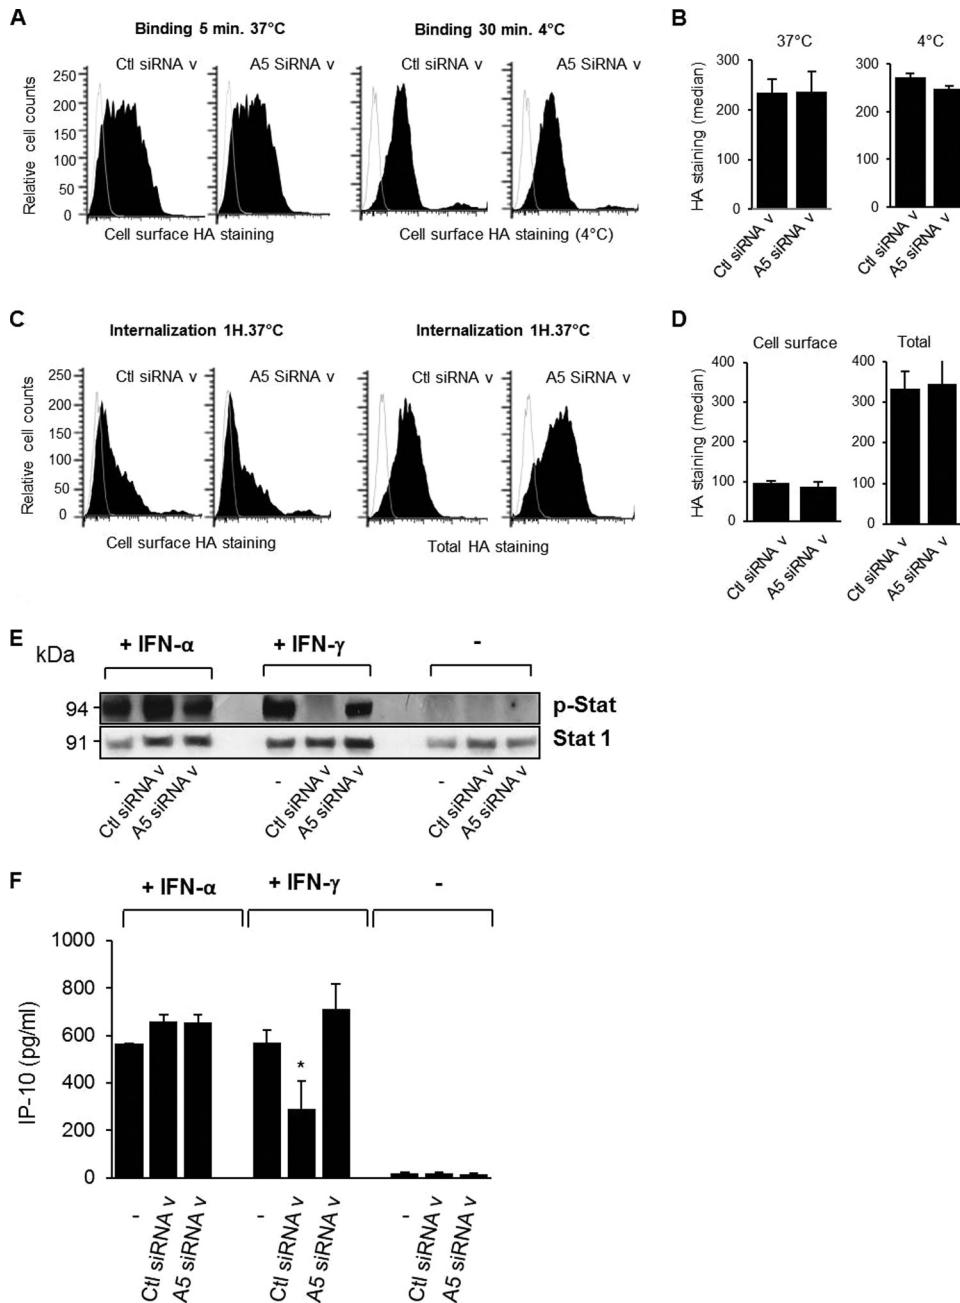 A
Binding 5 min. 37°C
Binding 30 min. 4°C
Ctl siRNA v
A5 SiRNA v
Ctl siRNA v
A5 SiRNA v
Relative cell counts
250
200
150
100
50
0
Cell surface HA staining
Cell surface HA staining (4°C)
B
37°C
4°C
HA staining (median)
300
200
100
0
300
200
100
0
Ctl siRNA v
A5 siRNA v
Ctl siRNA v
A5 siRNA v
C
Internalization 1H.37°C
Internalization 1H.37°C
Ctl siRNA v
A5 SiRNA v
Ctl siRNA v
A5 SiRNA v
Relative cell counts
250
200
150
100
50
0
Cell surface HA staining
Total HA staining
D
Cell surface
Total
HA staining (median)
400
300
200
100
0
400
300
200
100
0
Ctl siRNA v
A5 siRNA v
Ctl siRNA v
A5 siRNA v
E
kDa
+ IFN-α
+ IFN-γ
-
94
p-Stat
91
Stat 1
-
Ctl siRNA v
A5 siRNA v
-
Ctl siRNA v
A5 siRNA v
-
Ctl siRNA v
A5 siRNA v
F
+ IFN-α
+ IFN-γ
-
IP-10 (pg/ml)
1000
800
600
400
200
0
*
-
Ctl siRNA v
A5 siRNA v
-
Ctl siRNA v
A5 siRNA v
-
Ctl siRNA v
A5 siRNA v